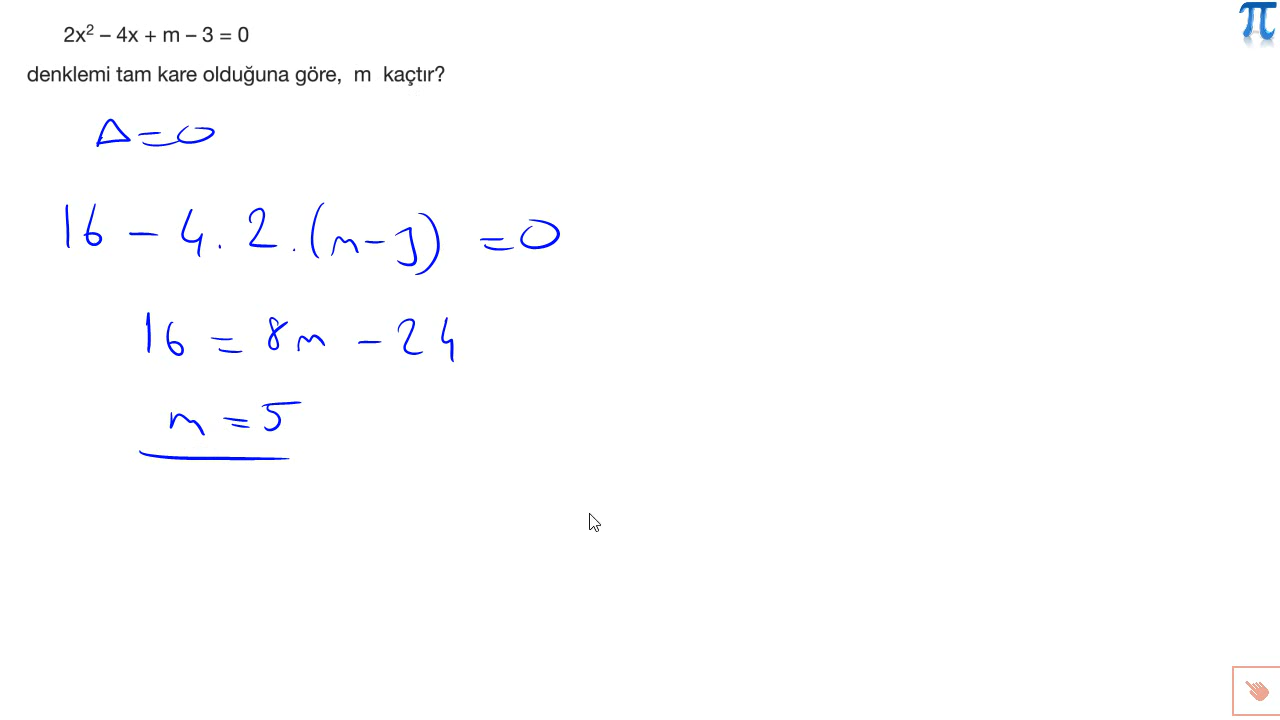 2x² – 4x + m – 3 = 0
denklemi tam kare olduğuna göre, m kaçtır?
Δ = 0
16 – 4 . 2 . (m – 3) = 0
16 = 8m – 24
m = 5
π